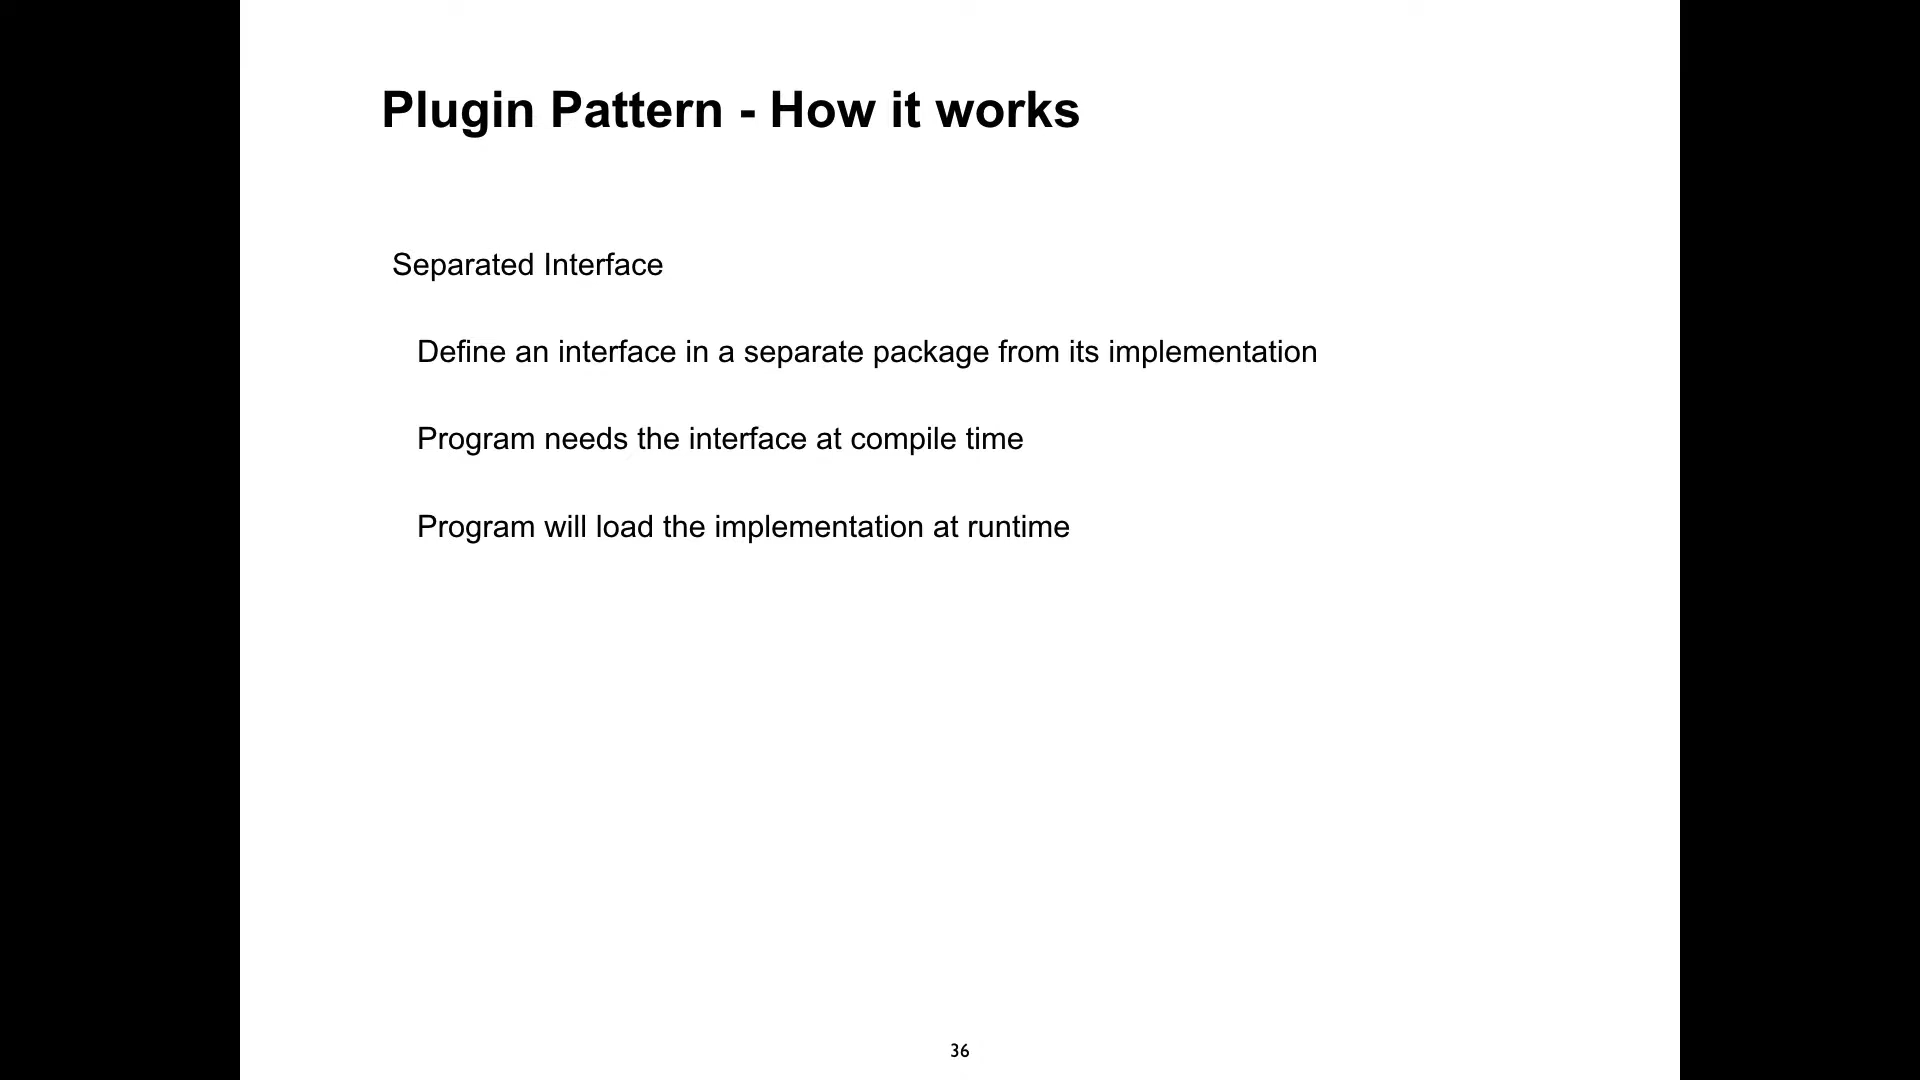 Plugin Pattern - How it works
Separated Interface
Define an interface in a separate package from its implementation
Program needs the interface at compile time
Program will load the implementation at runtime
36